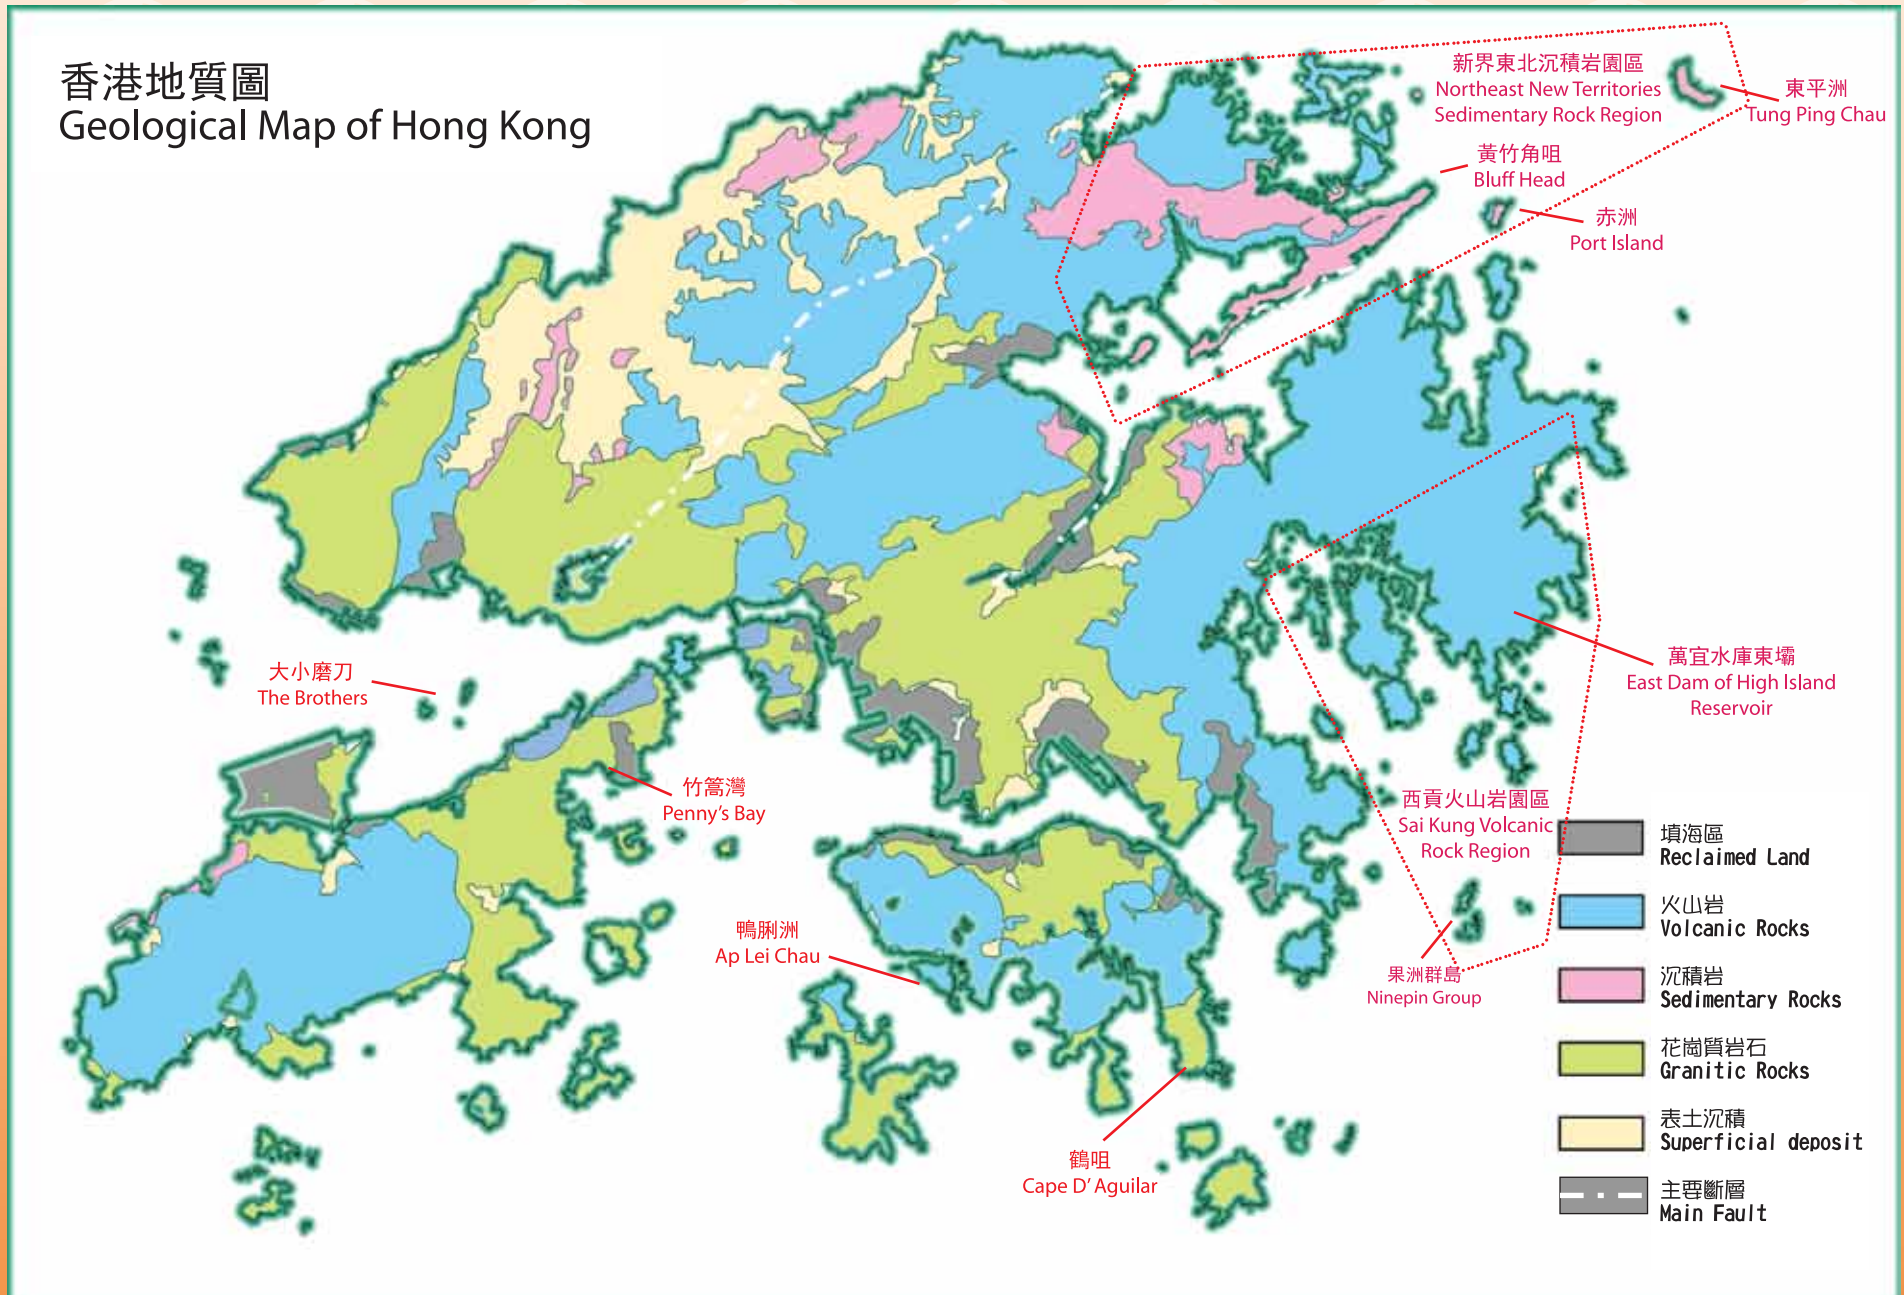 香港地質圖
Geological Map of Hong Kong
新界東北沉積岩園區
Northeast New Territories
Sedimentary Rock Region
東平洲
Tung Ping Chau
黃竹角咀
Bluff Head
赤洲
Port Island
大小磨刀
The Brothers
萬宜水庫東壩
East Dam of High Island
Reservoir
竹篙灣
Penny's Bay
西貢火山岩園區
Sai Kung Volcanic
Rock Region
鴨脷洲
Ap Lei Chau
果洲群島
Ninepin Group
鶴咀
Cape D' Aguilar
填海區
Reclaimed Land
火山岩
Volcanic Rocks
沉積岩
Sedimentary Rocks
花崗質岩石
Granitic Rocks
表土沉積
Superficial deposit
主要斷層
Main Fault